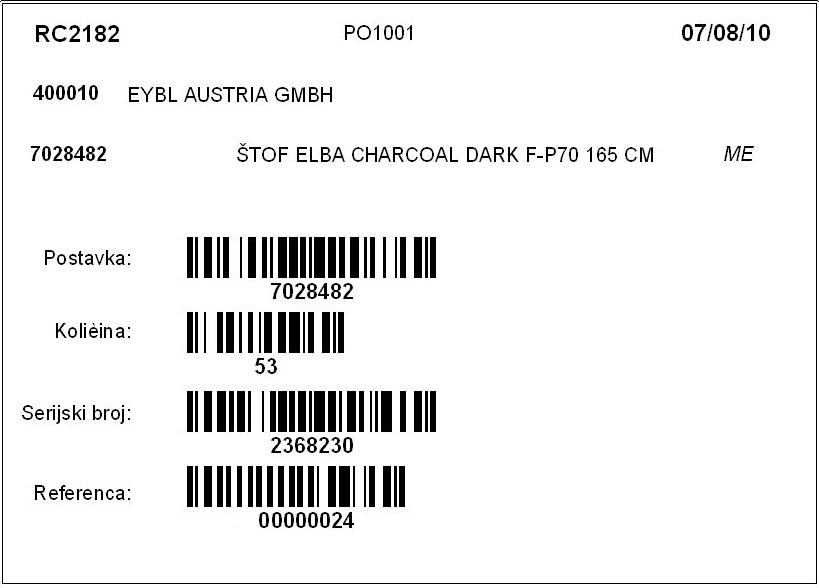 RC2182 PO1001 07/08/10
400010 EYBL AUSTRIA GMBH
7028482 ŠTOF ELBA CHARCOAL DARK F-P70 165 CM ME
Postavka:
7028482
Količina:
53
Serijski broj:
2368230
Referenca:
00000024